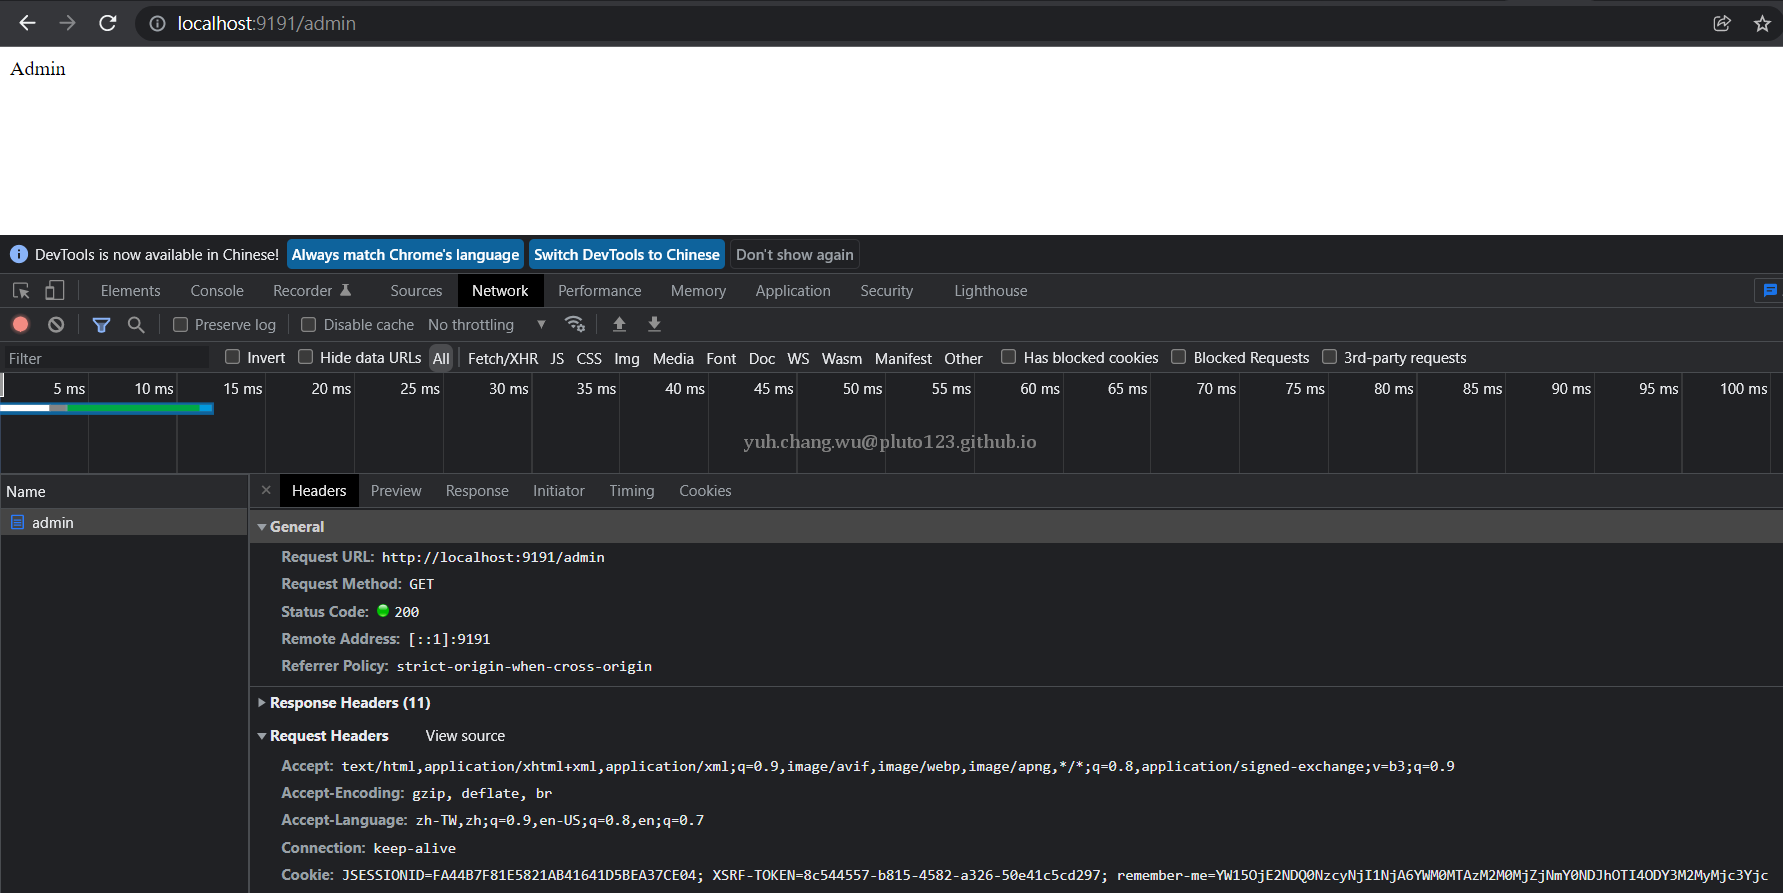 localhost:9191/admin
Admin
DevTools is now available in Chinese! Always match Chrome's language Switch DevTools to Chinese Don't show again
Elements Console Recorder Sources Network Performance Memory Application Security Lighthouse
Preserve log Disable cache No throttling
Filter Invert Hide data URLs All Fetch/XHR JS CSS Img Media Font Doc WS Wasm Manifest Other Has blocked cookies Blocked Requests 3rd-party requests
5 ms 10 ms 15 ms 20 ms 25 ms 30 ms 35 ms 40 ms 45 ms 50 ms 55 ms 60 ms 65 ms 70 ms 75 ms 80 ms 85 ms 90 ms 95 ms 100 ms
yuh.chang.wu@pluto123.github.io
Name × Headers Preview Response Initiator Timing Cookies
admin
General
Request URL: http://localhost:9191/admin
Request Method: GET
Status Code: 200
Remote Address: [::1]:9191
Referrer Policy: strict-origin-when-cross-origin
Response Headers (11)
Request Headers View source
Accept: text/html,application/xhtml+xml,application/xml;q=0.9,image/avif,image/webp,image/apng,*/*;q=0.8,application/signed-exchange;v=b3;q=0.9
Accept-Encoding: gzip, deflate, br
Accept-Language: zh-TW,zh;q=0.9,en-US;q=0.8,en;q=0.7
Connection: keep-alive
Cookie: JSESSIONID=FA44B7F81E5821AB41641D5BEA37CE04; XSRF-TOKEN=8c544557-b815-4582-a326-50e41c5cd297; remember-me=YW15OjE2NDQ0NzcyNjI1NjA6YWM0MTAzM2M0MjZjNmY0NDJhOTI4ODY3M2MyMjc3Yjc